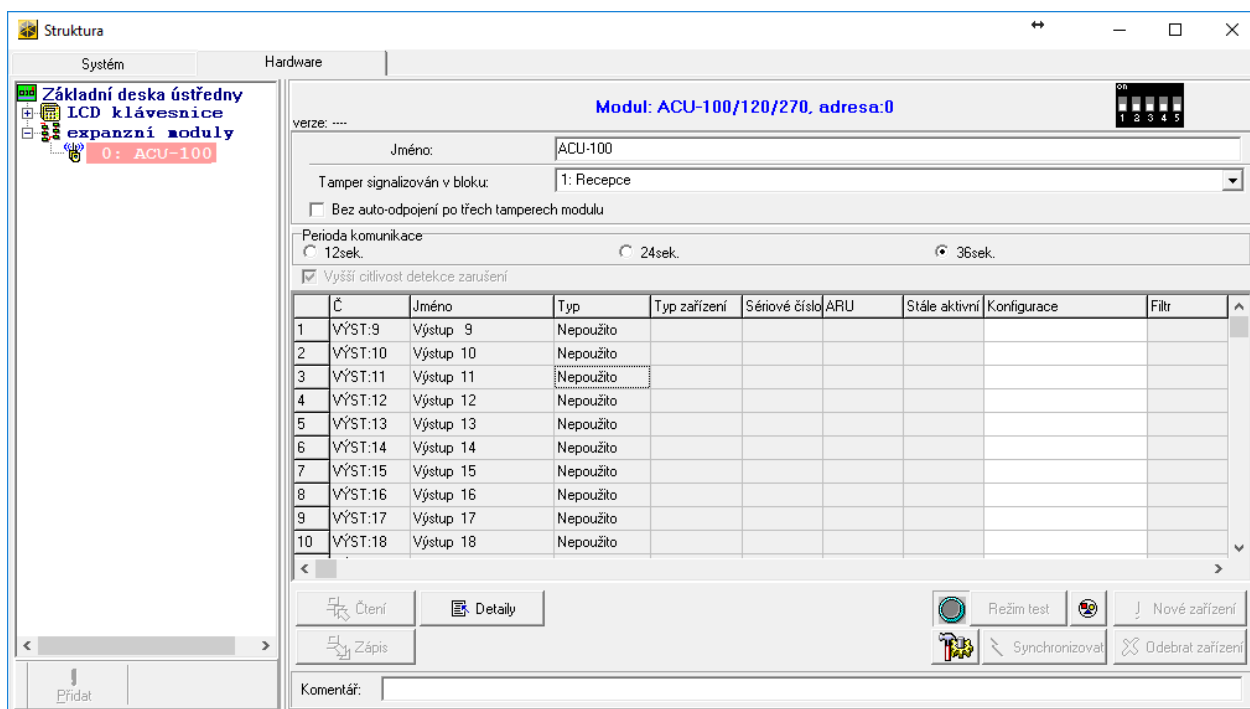 Struktura
Systém Hardware
Základní deska ústředny
LCD klávesnice
expanzní moduly
0: ACU-100
Přidat
verze: ----
Modul: ACU-100/120/270, adresa:0
on
1 2 3 4 5
Jméno: ACU-100
Tamper signalizován v bloku: 1: Recepce
Bez auto-odpojení po třech tamperech modulu
Perioda komunikace
12sek. 24sek. 36sek.
Vyšší citlivost detekce zarušení
Č Jméno Typ Typ zařízení Sériové číslo ARU Stále aktivní Konfigurace Filtr
1 VÝST:9 Výstup 9 Nepoužito
2 VÝST:10 Výstup 10 Nepoužito
3 VÝST:11 Výstup 11 Nepoužito
4 VÝST:12 Výstup 12 Nepoužito
5 VÝST:13 Výstup 13 Nepoužito
6 VÝST:14 Výstup 14 Nepoužito
7 VÝST:15 Výstup 15 Nepoužito
8 VÝST:16 Výstup 16 Nepoužito
9 VÝST:17 Výstup 17 Nepoužito
10 VÝST:18 Výstup 18 Nepoužito
Čtení Detaily Režim test Nové zařízení
Zápis Synchronizovat Odebrat zařízení
Komentář: